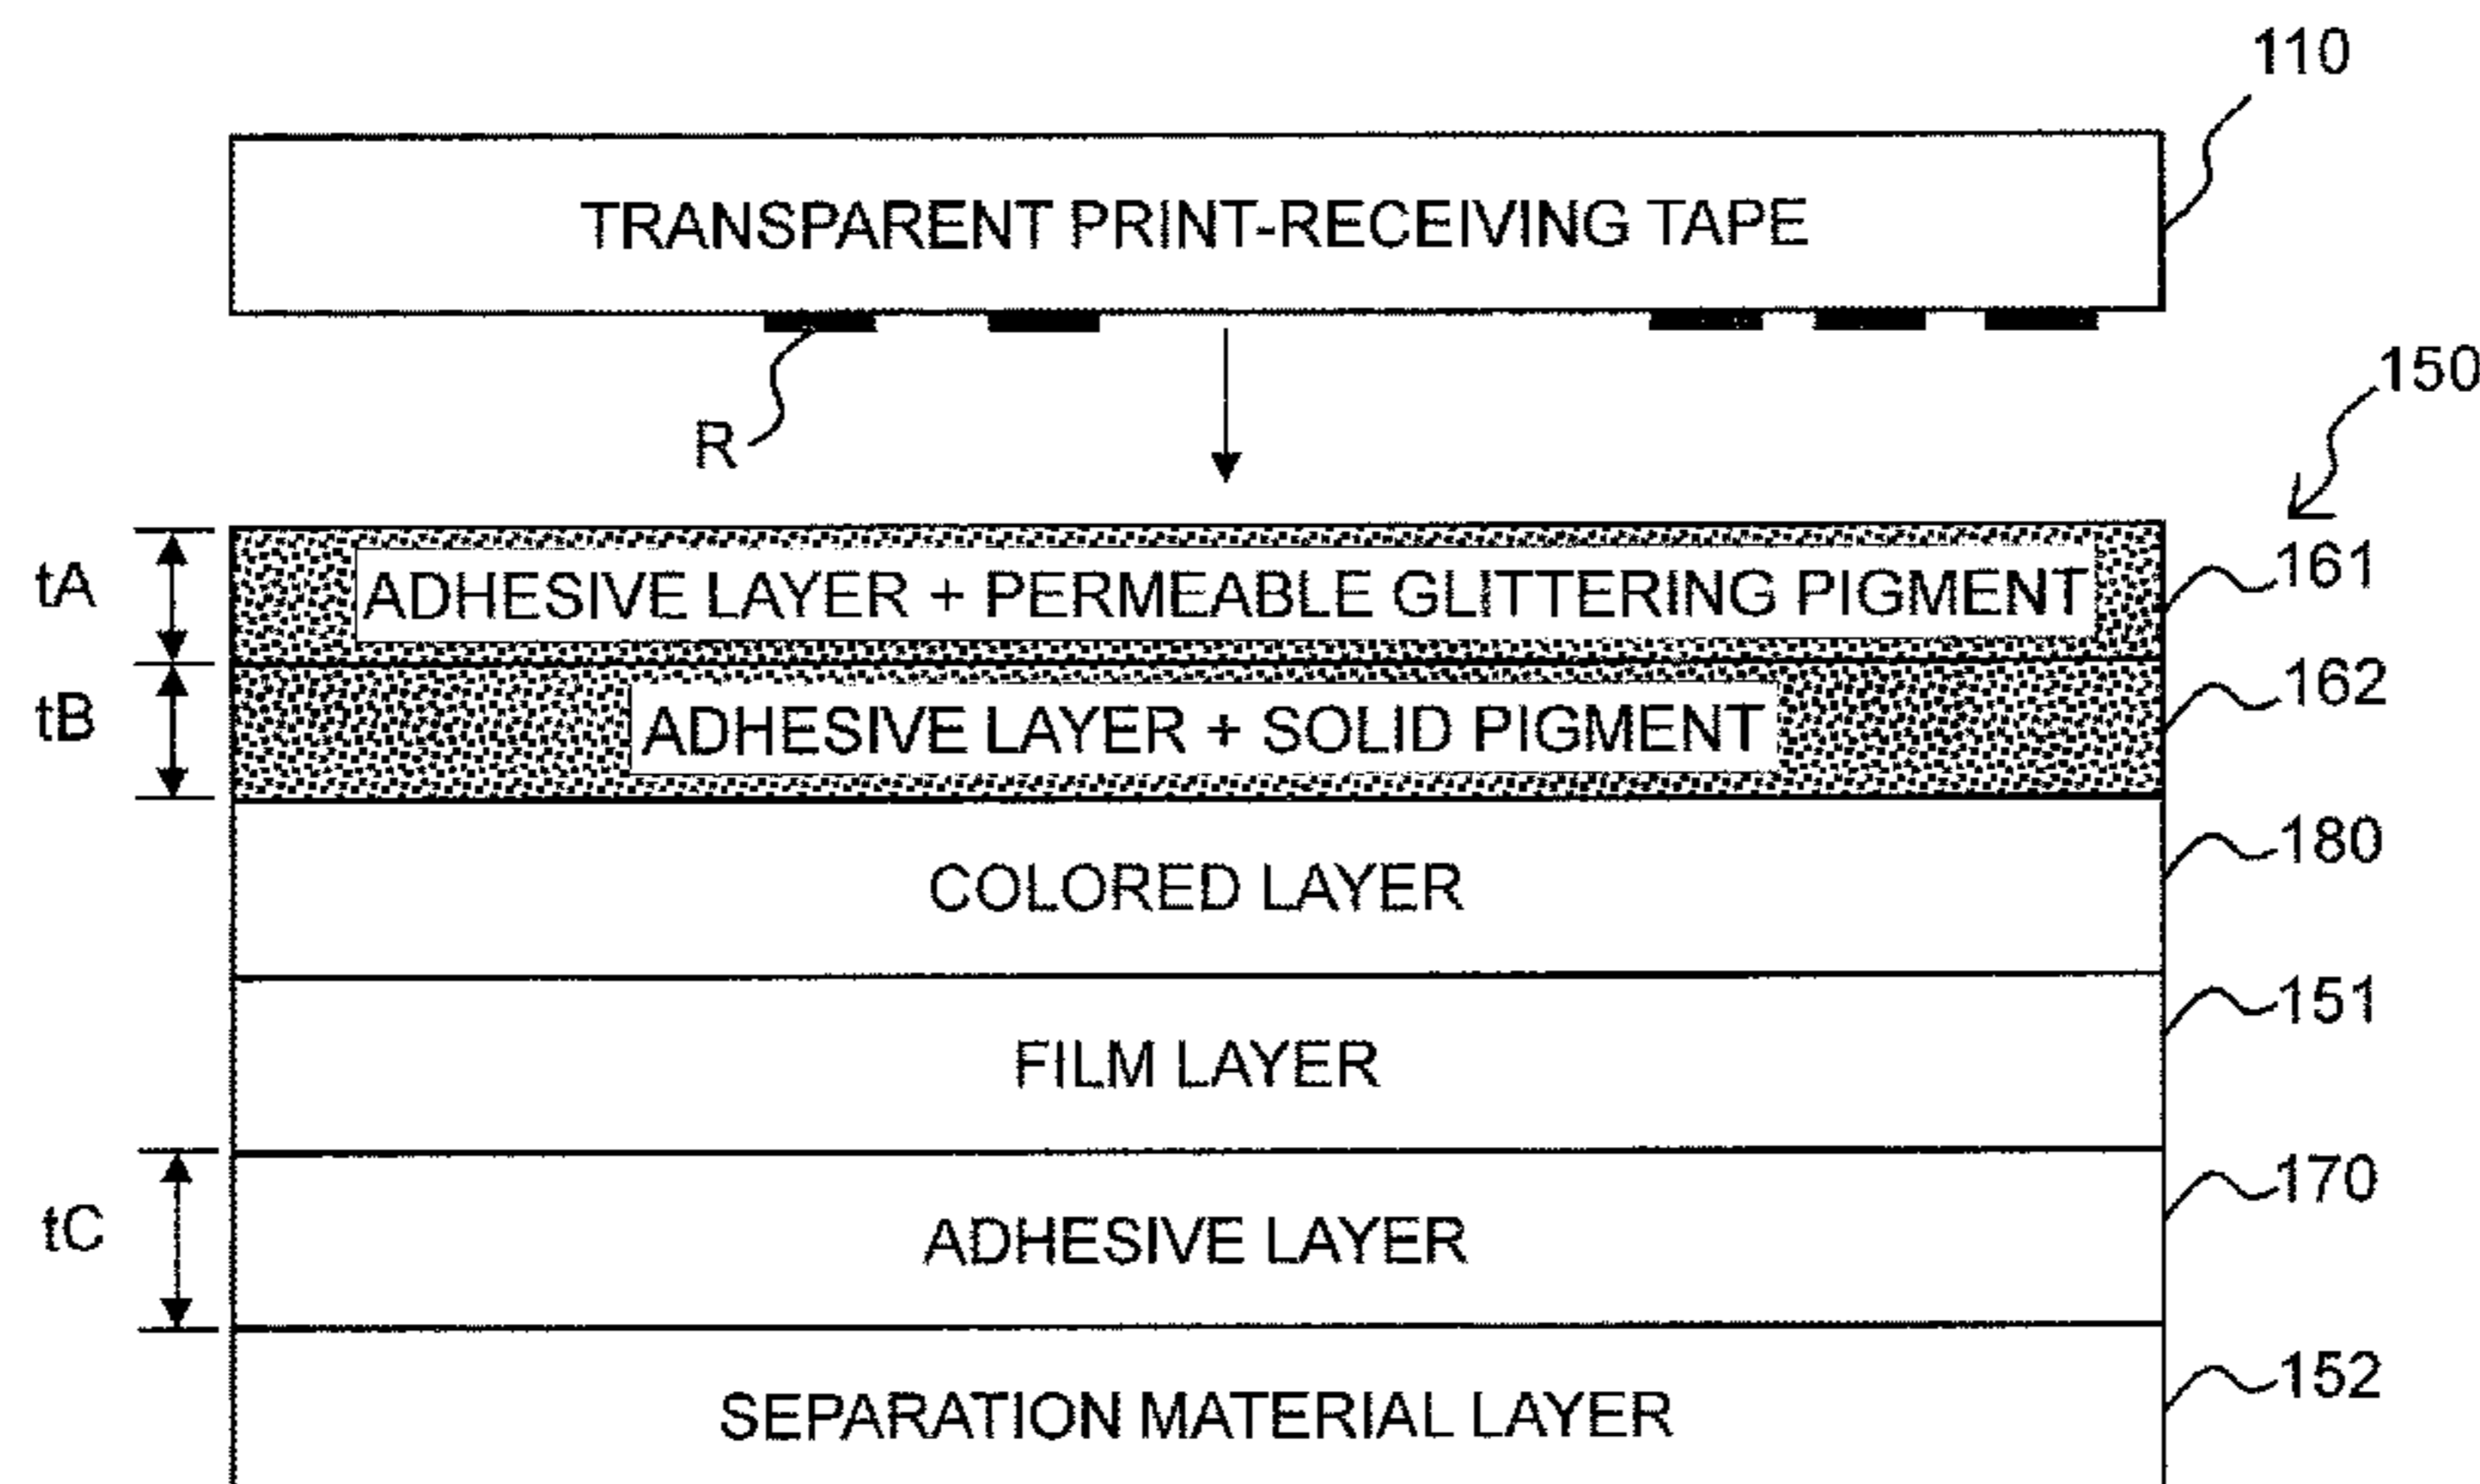 110
TRANSPARENT PRINT-RECEIVING TAPE
150
R
tA
ADHESIVE LAYER + PERMEABLE GLITTERING PIGMENT
161
tB
ADHESIVE LAYER + SOLID PIGMENT
162
COLORED LAYER
180
FILM LAYER
151
tC
ADHESIVE LAYER
170
SEPARATION MATERIAL LAYER
152